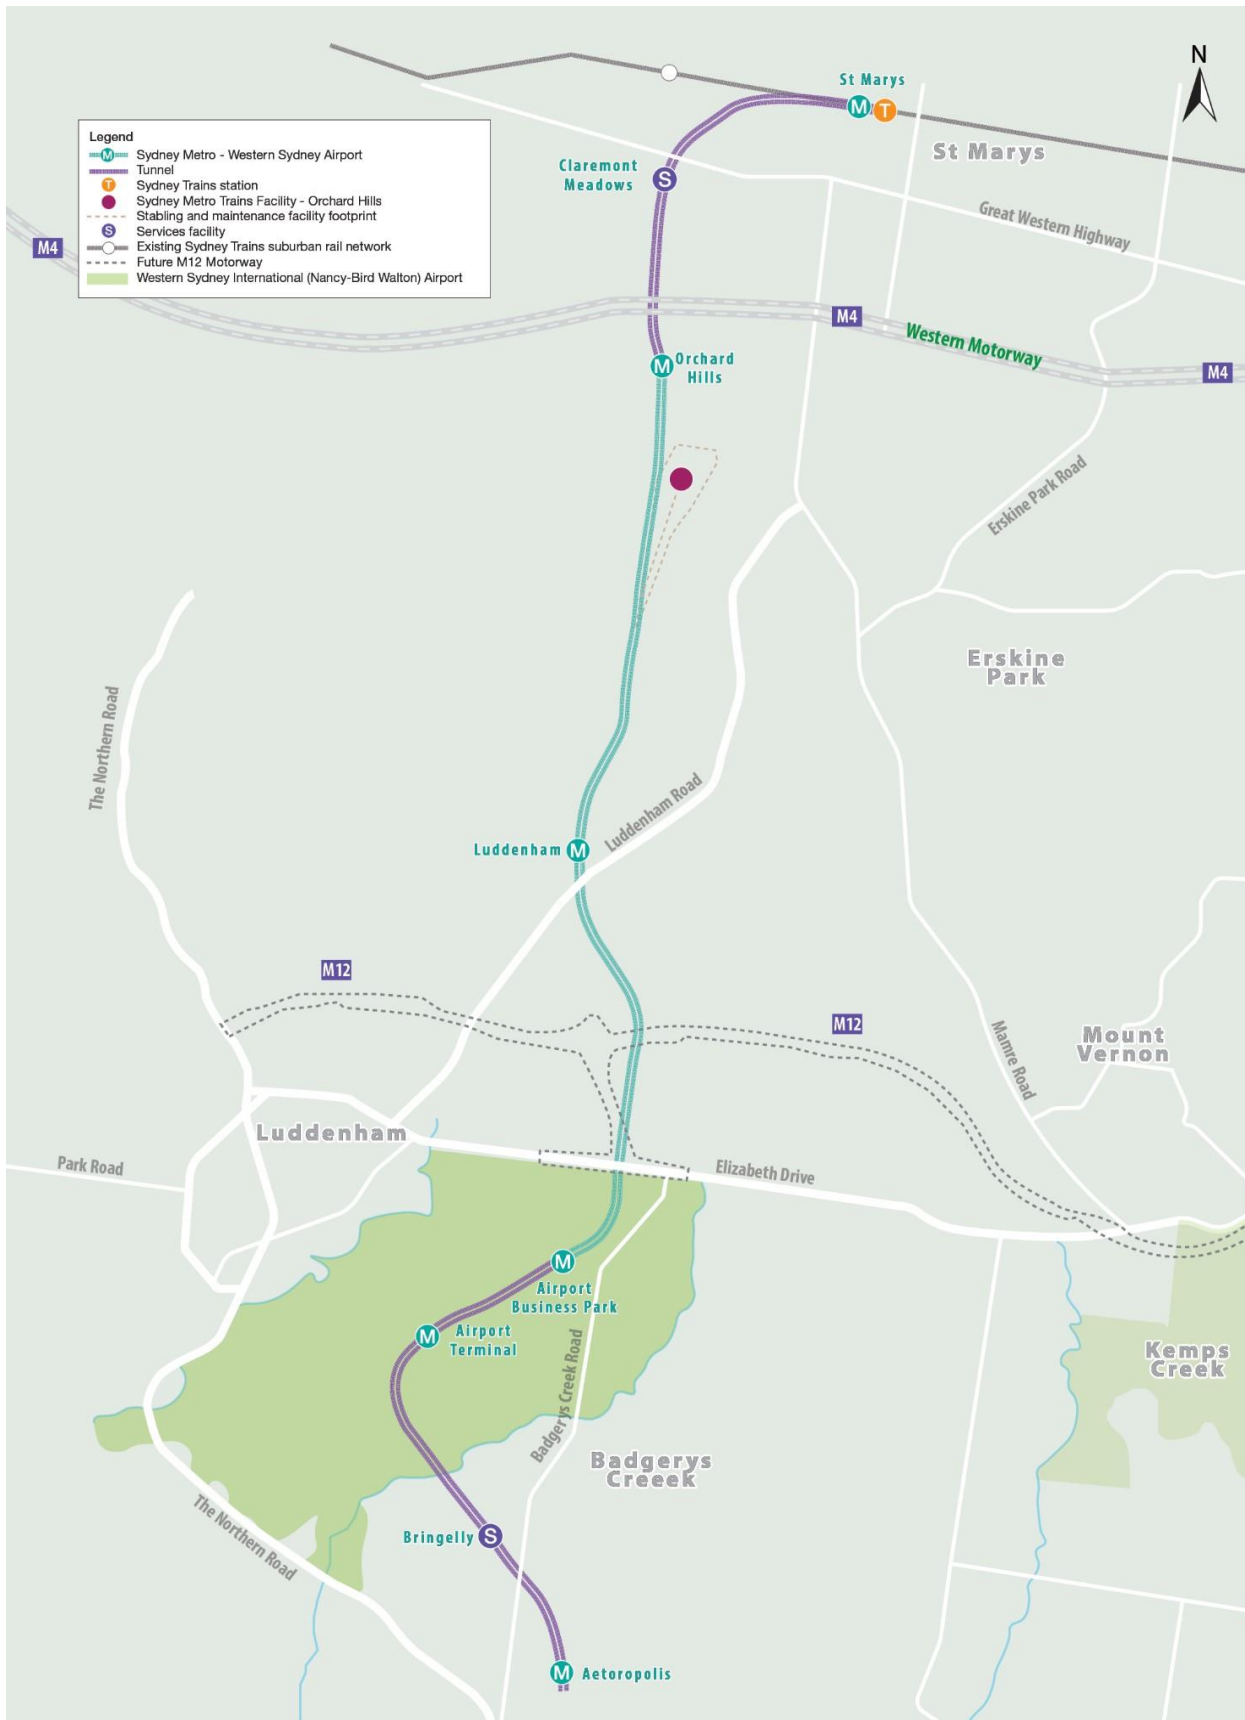 N
St Marys
M
T
St Marys
Legend
M
Sydney Metro - Western Sydney Airport
Tunnel
T
Sydney Trains station
Sydney Metro Trains Facility - Orchard Hills
Stabling and maintenance facility footprint
S
Services facility
Existing Sydney Trains suburban rail network
Future M12 Motorway
Western Sydney International (Nancy-Bird Walton) Airport
Claremont
Meadows
S
Great Western Highway
M4
M4
Western Motorway
M4
M
Orchard
Hills
Erskine Park Road
Erskine
Park
The Northern Road
Luddenham Road
Luddenham
M
M12
M12
Mamre Road
Mount
Vernon
Luddenham
Park Road
Elizabeth Drive
M
Airport
Business Park
M
Airport
Terminal
Badgerys Creek Road
Kemps
Creek
Badgerys
Creeek
The Northern Road
Bringelly
S
M
Aetoropolis